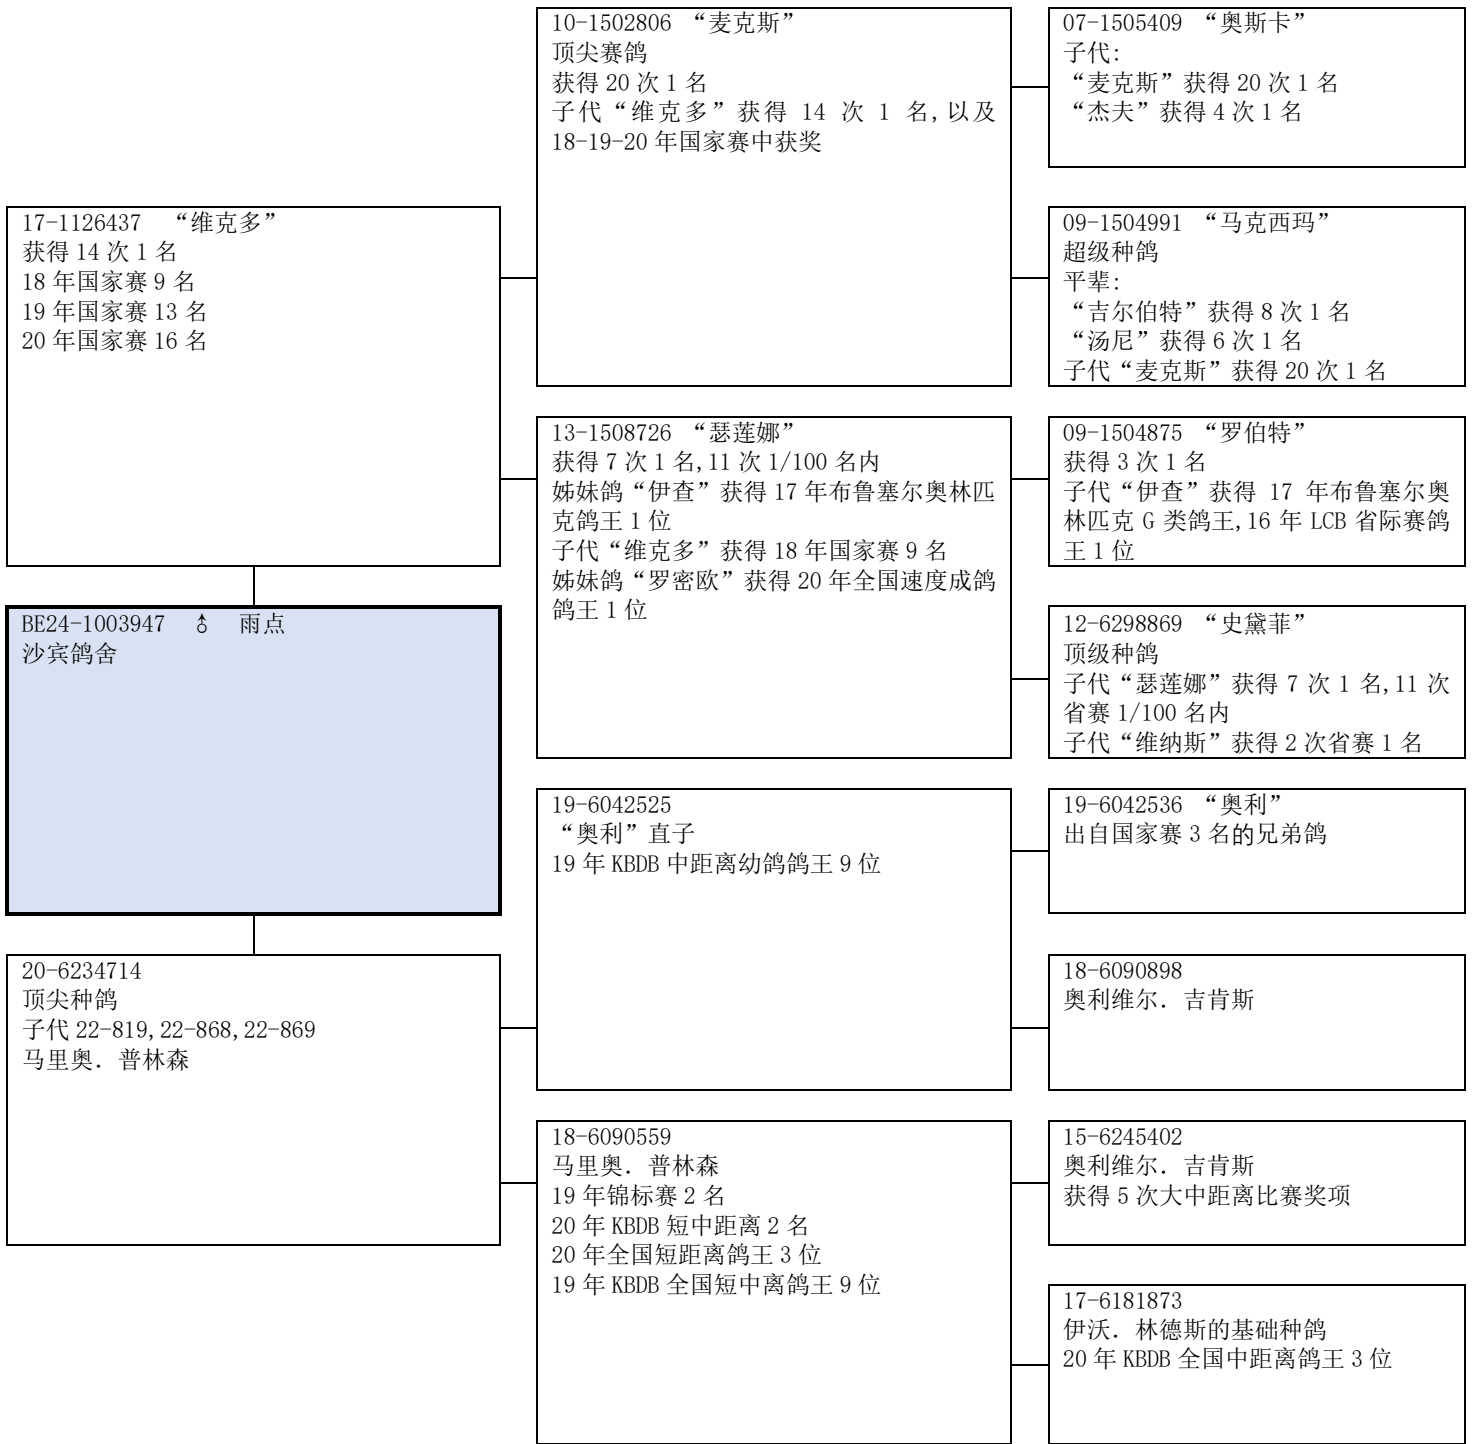 10-1502806 “麦克斯”
顶尖赛鸽
获得 20 次 1 名
子代“维克多”获得 14 次 1 名,以及
18-19-20 年国家赛中获奖
07-1505409 “奥斯卡”
子代:
“麦克斯”获得 20 次 1 名
“杰夫”获得 4 次 1 名
17-1126437 “维克多”
获得 14 次 1 名
18 年国家赛 9 名
19 年国家赛 13 名
20 年国家赛 16 名
09-1504991 “马克西玛”
超级种鸽
平辈:
“吉尔伯特”获得 8 次 1 名
“汤尼”获得 6 次 1 名
子代“麦克斯”获得 20 次 1 名
13-1508726 “瑟莲娜”
获得 7 次 1 名,11 次 1/100 名内
姊妹鸽“伊查”获得 17 年布鲁塞尔奥林匹
克鸽王 1 位
子代“维克多”获得 18 年国家赛 9 名
姊妹鸽“罗密欧”获得 20 年全国速度成鸽
鸽王 1 位
09-1504875 “罗伯特”
获得 3 次 1 名
子代“伊查”获得 17 年布鲁塞尔奥
林匹克 G 类鸽王,16 年 LCB 省际赛鸽
王 1 位
BE24-1003947 ♂ 雨点
沙宾鸽舍
12-6298869 “史黛菲”
顶级种鸽
子代“瑟莲娜”获得 7 次 1 名,11 次
省赛 1/100 名内
子代“维纳斯”获得 2 次省赛 1 名
19-6042525
“奥利”直子
19 年 KBDB 中距离幼鸽鸽王 9 位
19-6042536 “奥利”
出自国家赛 3 名的兄弟鸽
20-6234714
顶尖种鸽
子代 22-819,22-868,22-869
马里奥．普林森
18-6090898
奥利维尔．吉肯斯
18-6090559
马里奥．普林森
19 年锦标赛 2 名
20 年 KBDB 短中距离 2 名
20 年全国短距离鸽王 3 位
19 年 KBDB 全国短中离鸽王 9 位
15-6245402
奥利维尔．吉肯斯
获得 5 次大中距离比赛奖项
17-6181873
伊沃．林德斯的基础种鸽
20 年 KBDB 全国中距离鸽王 3 位